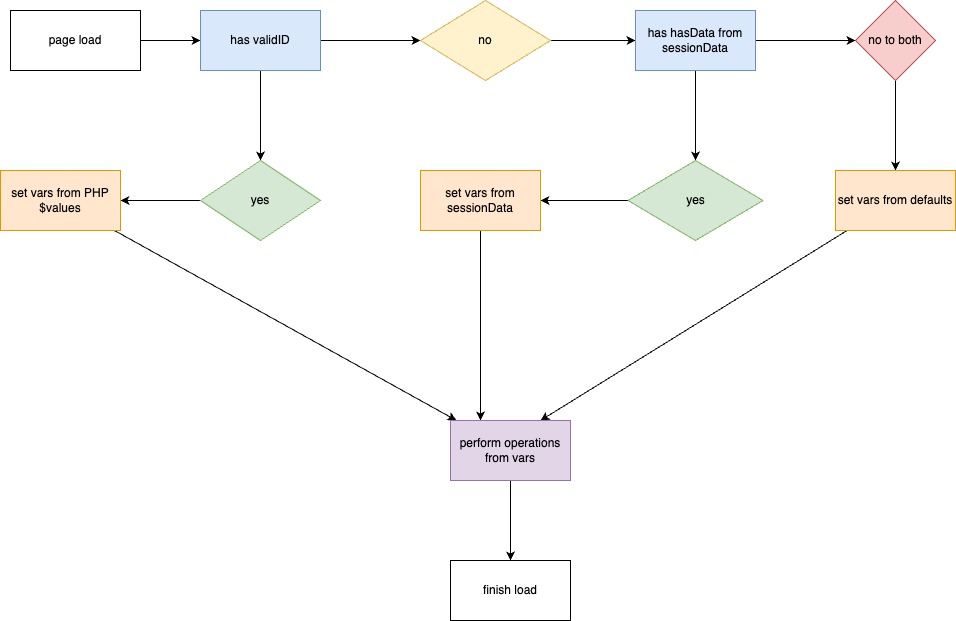 page load
has validID
no
has hasData from
sessionData
no to both
set vars from PHP
$values
yes
set vars from
sessionData
yes
set vars from defaults
perform operations
from vars
finish load